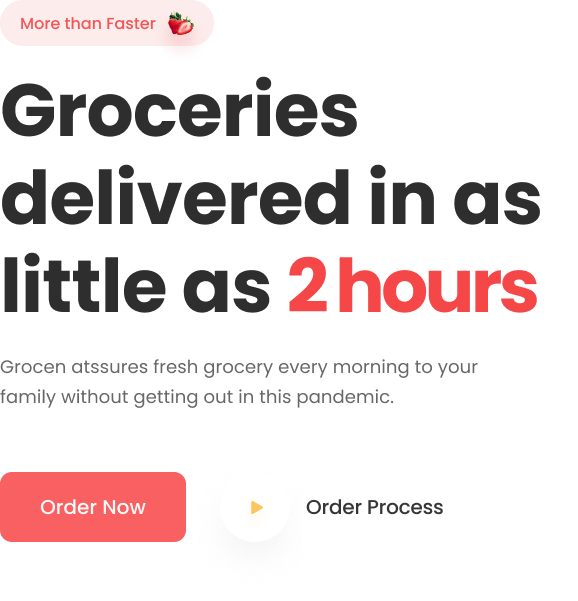 More than Faster
Groceries
delivered in as
little as 2 hours
Grocen atssures fresh grocery every morning to your
family without getting out in this pandemic.
Order Now
Order Process